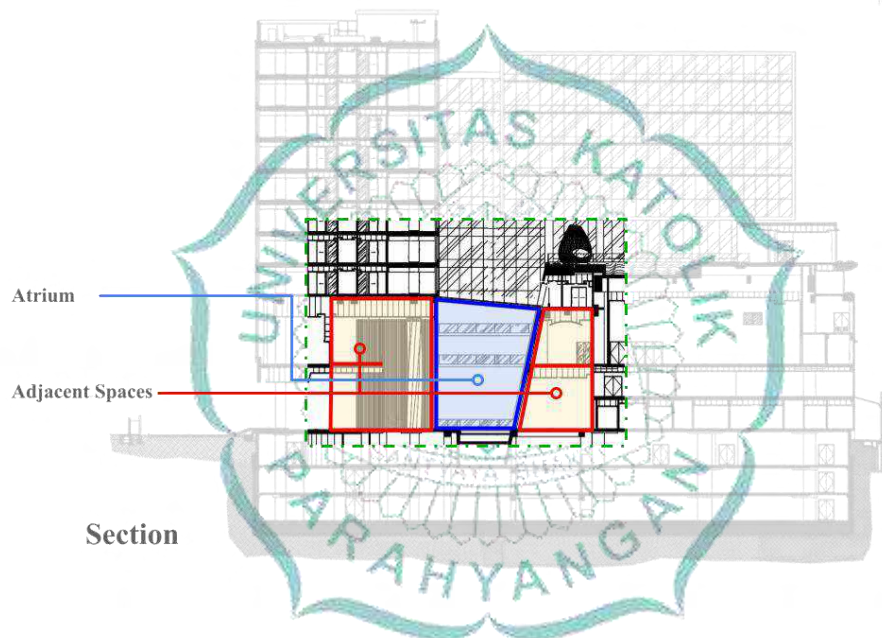 UNIVERSITAS KATOLIK
Atrium
Adjacent Spaces
PARAHYANGAN
Section